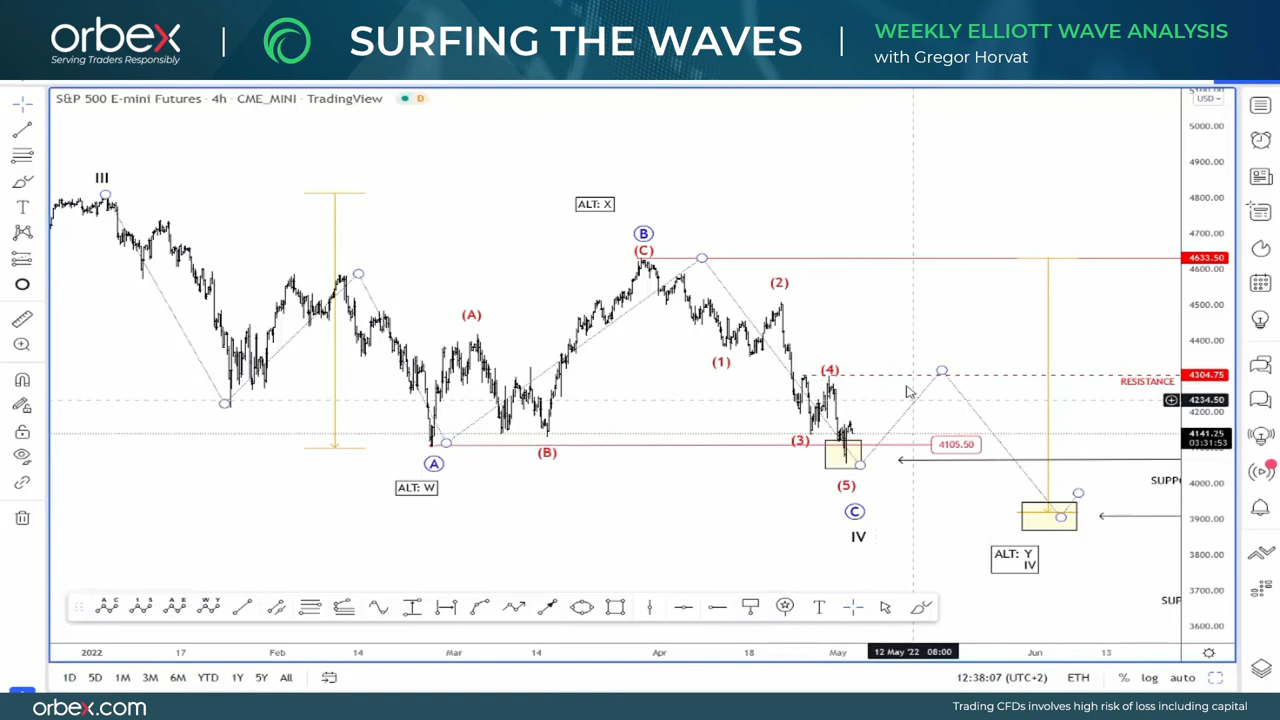 orbex
Serving Traders Responsibly
SURFING THE WAVES
WEEKLY ELLIOTT WAVE ANALYSIS
with Gregor Horvat
S&P 500 E-mini Futures · 4h · CME_MINI · TradingView
D
USD
5000.00
4900.00
4800.00
4700.00
4633.50
4600.00
4500.00
4400.00
4304.75
RESISTANCE
4234.50
4200.00
4141.25
03:31:53
4000.00
3900.00
3800.00
3700.00
3600.00
III
ALT: X
B
(C)
(2)
(A)
(1)
(4)
(3)
(B)
4105.50
A
ALT: W
(5)
C
IV
SUPP
ALT: Y
IV
SUP
A C
1 5
A E
W Y
T
T
2022
17
Feb
14
Mar
14
Apr
18
May
12 May '22 08:00
Jun
13
1D 5D 1M 3M 6M YTD 1Y 5Y All
12:38:07 (UTC+2)
ETH
% log auto
orbex.com
Trading CFDs involves high risk of loss including capital